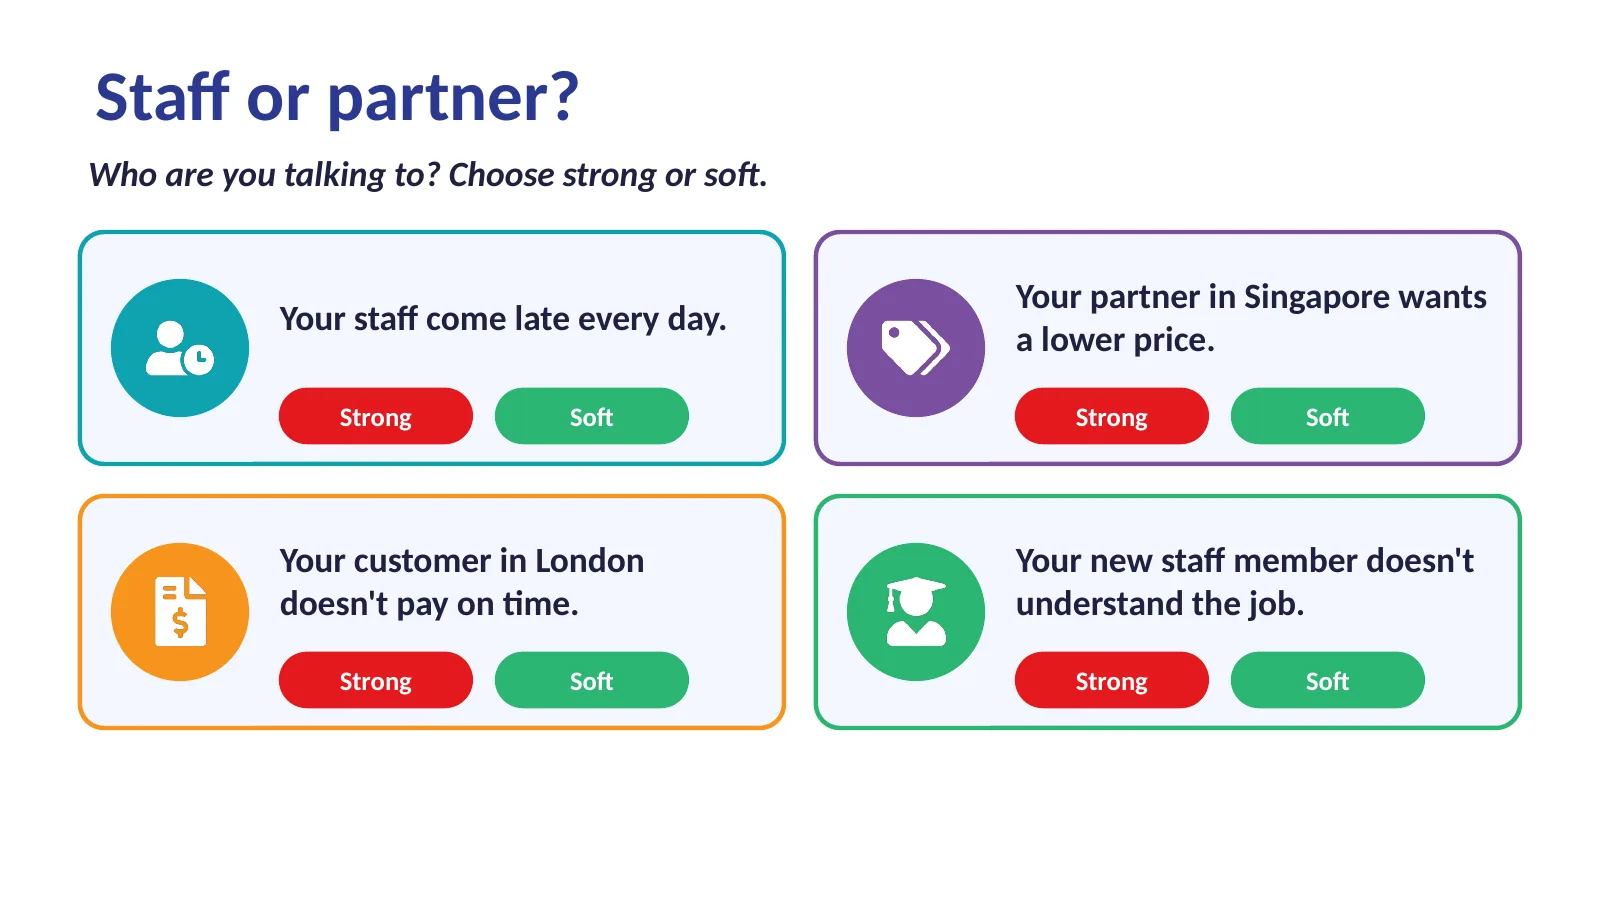 Staff or partner?
Who are you talking to? Choose strong or soft.
Your staff come late every day.
Strong
Soft
Your partner in Singapore wants
a lower price.
Strong
Soft
Your customer in London
doesn't pay on time.
Strong
Soft
Your new staff member doesn't
understand the job.
Strong
Soft